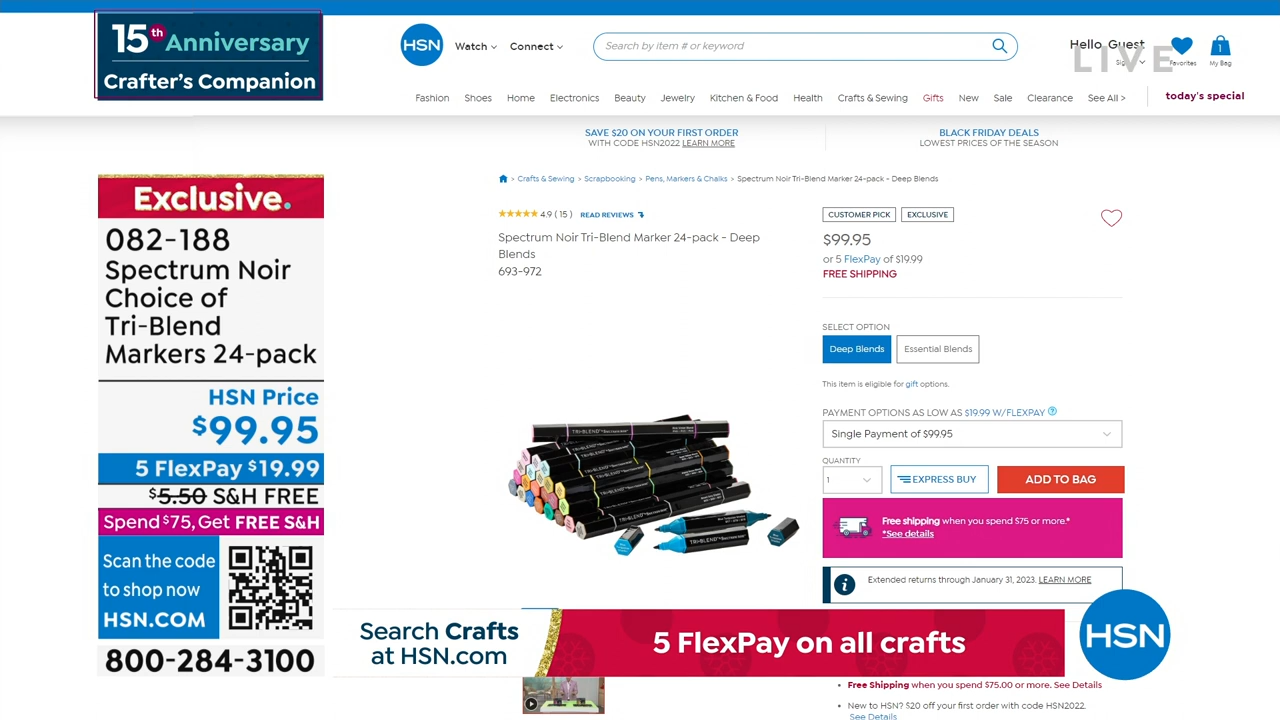 15th Anniversary
Crafter's Companion
HSN
Watch
Connect
Search by item # or keyword
Hello, Guest
LIVE
Favorites
1
My Bag
Fashion
Shoes
Home
Electronics
Beauty
Jewelry
Kitchen & Food
Health
Crafts & Sewing
Gifts
New
Sale
Clearance
See All >
today's special
SAVE $20 ON YOUR FIRST ORDER
WITH CODE HSN2022 LEARN MORE
BLACK FRIDAY DEALS
LOWEST PRICES OF THE SEASON
> Crafts & Sewing > Scrapbooking > Pens, Markers & Chalks > Spectrum Noir Tri-Blend Marker 24-pack - Deep Blends
Exclusive.
082-188
Spectrum Noir
Choice of
Tri-Blend
Markers 24-pack
HSN Price
$99.95
5 FlexPay $19.99
$5.50 S&H FREE
Spend $75, Get FREE S&H
Scan the code
to shop now
HSN.COM
800-284-3100
4.9 ( 15 ) READ REVIEWS
Spectrum Noir Tri-Blend Marker 24-pack - Deep
Blends
693-972
TRI-BLEND
TRI-BLEND
CUSTOMER PICK
EXCLUSIVE
$99.95
or 5 FlexPay of $19.99
FREE SHIPPING
SELECT OPTION
Deep Blends
Essential Blends
This item is eligible for gift options.
PAYMENT OPTIONS AS LOW AS $19.99 W/FLEXPAY ?
Single Payment of $99.95
QUANTITY
1
EXPRESS BUY
ADD TO BAG
Free shipping when you spend $75 or more.*
*See details
Extended returns through January 31, 2023. LEARN MORE
Search Crafts
at HSN.com
5 FlexPay on all crafts
HSN
Free Shipping when you spend $75.00 or more. See Details
New to HSN? $20 off your first order with code HSN2022.
See Details